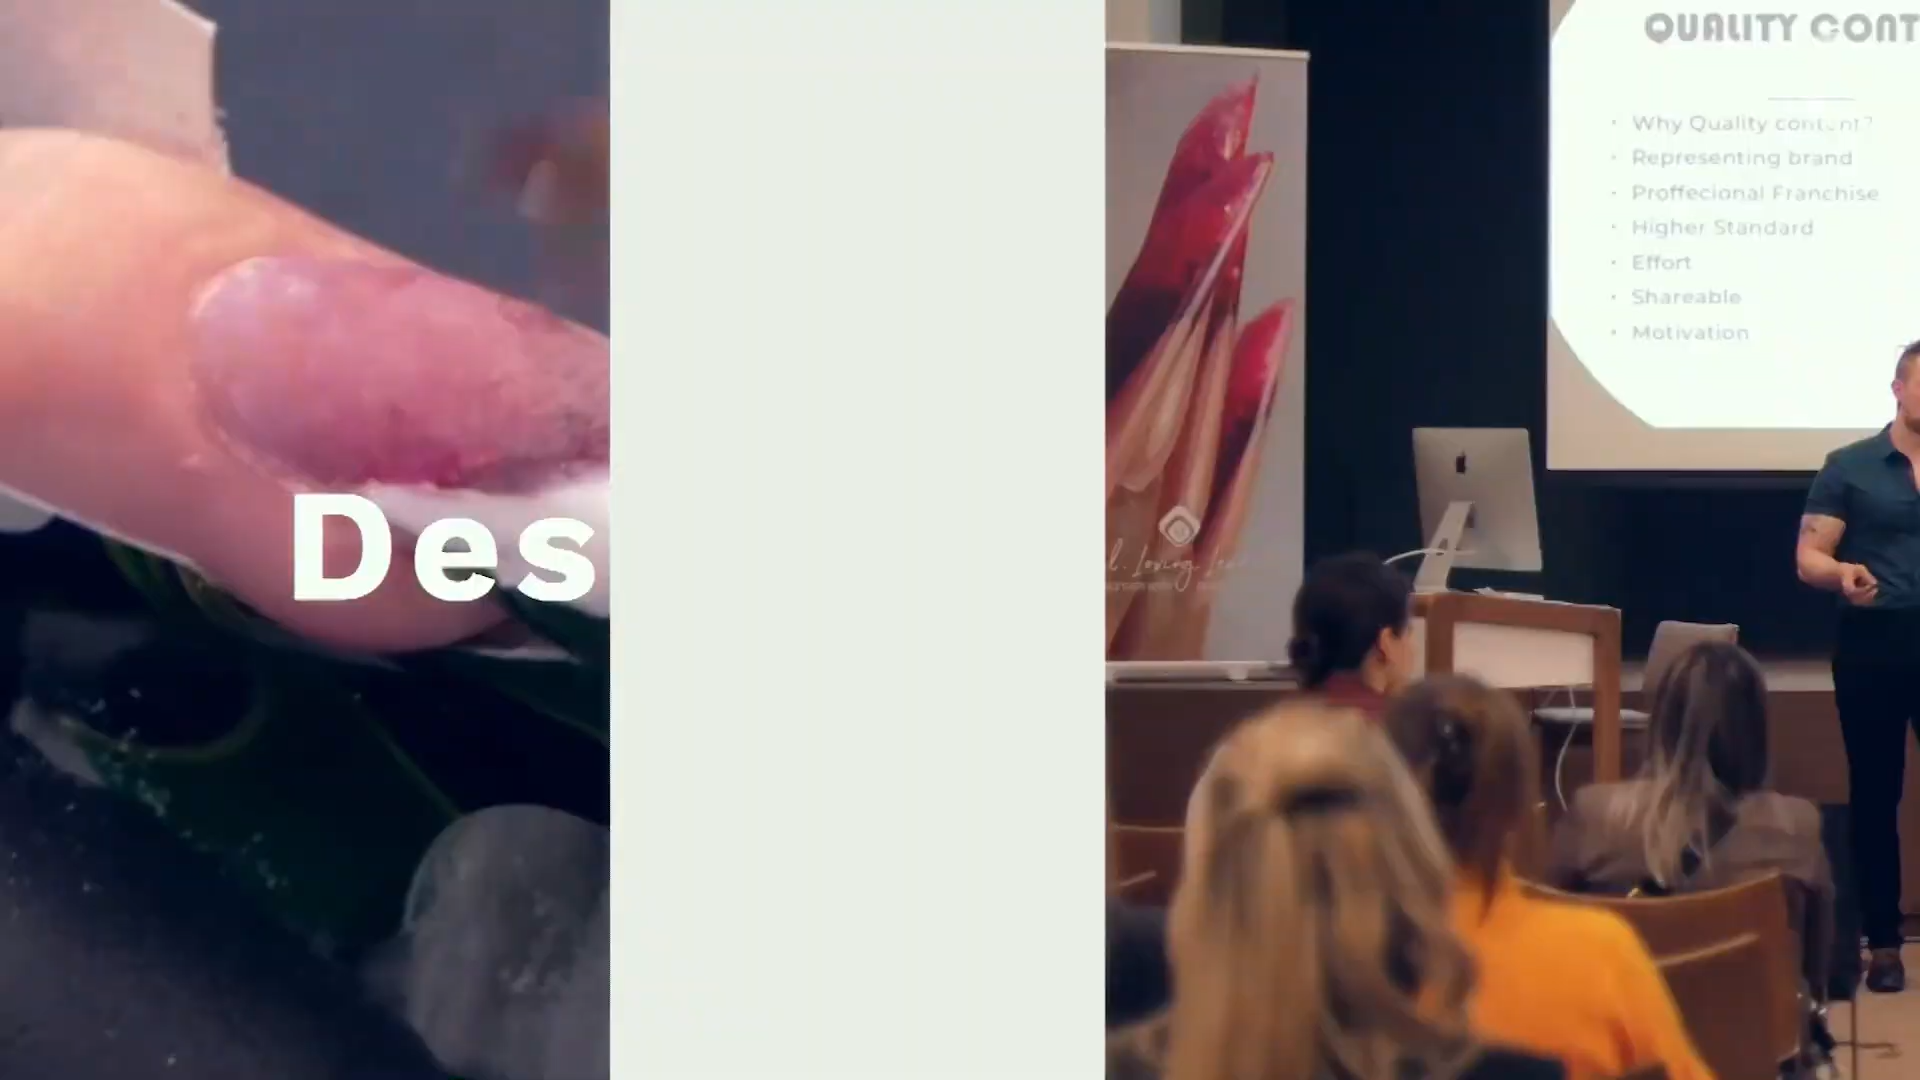 Des
QUALITY CONT
• Why Quality content?
• Representing brand
• Proffecional Franchise
• Higher Standard
• Effort
• Shareable
• Motivation